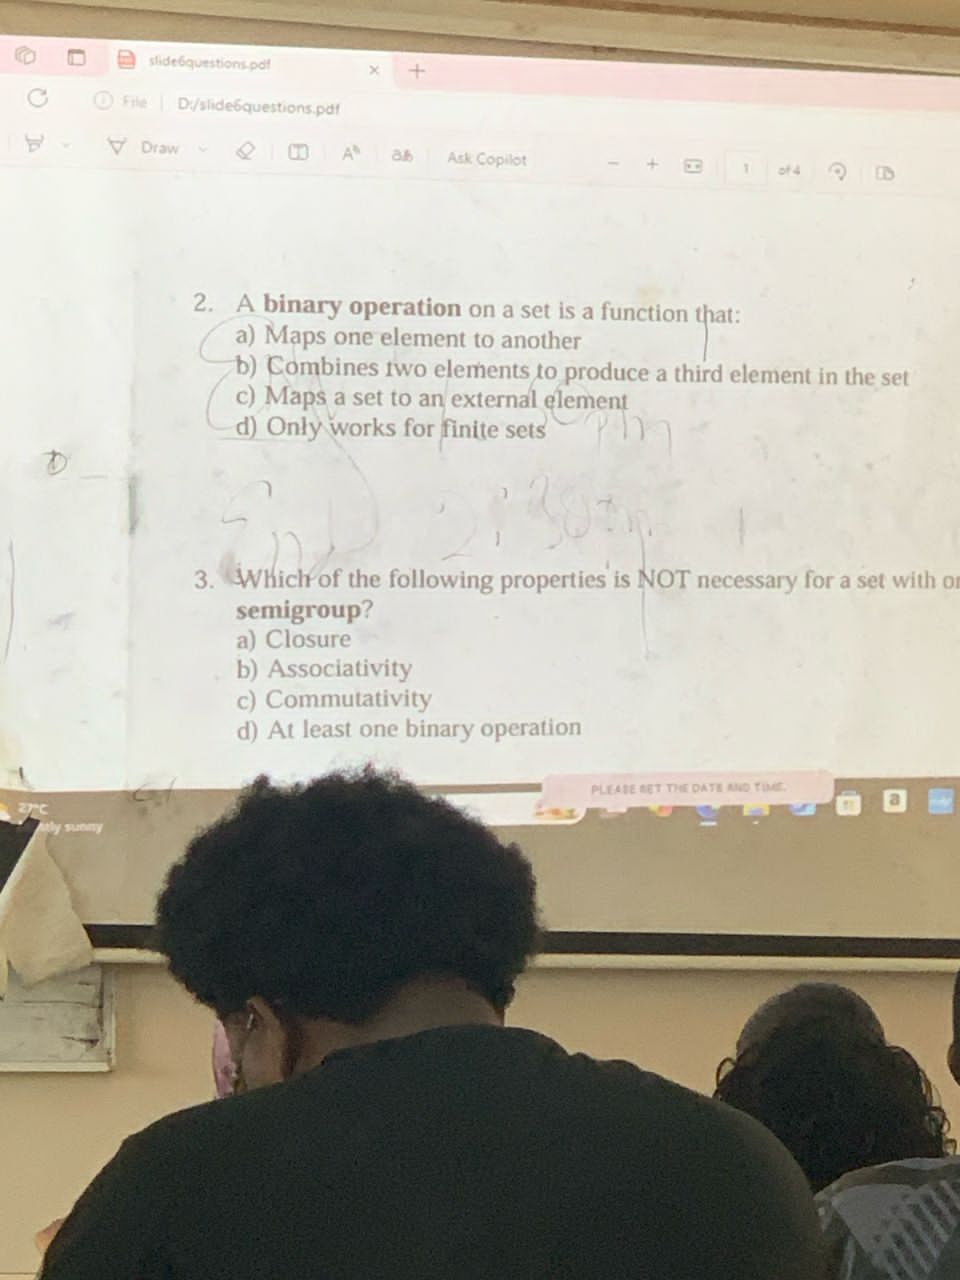 slide6questions.pdf
File D:/slide6questions.pdf
Draw Ask Copilot 1 of 4
2. A binary operation on a set is a function that:
a) Maps one element to another
b) Combines two elements to produce a third element in the set
c) Maps a set to an external element
d) Only works for finite sets
End 2:30
3. Which of the following properties is NOT necessary for a set with
semigroup?
a) Closure
b) Associativity
c) Commutativity
d) At least one binary operation
PLEASE SET THE DATE AND TIME.
27°C
sunny